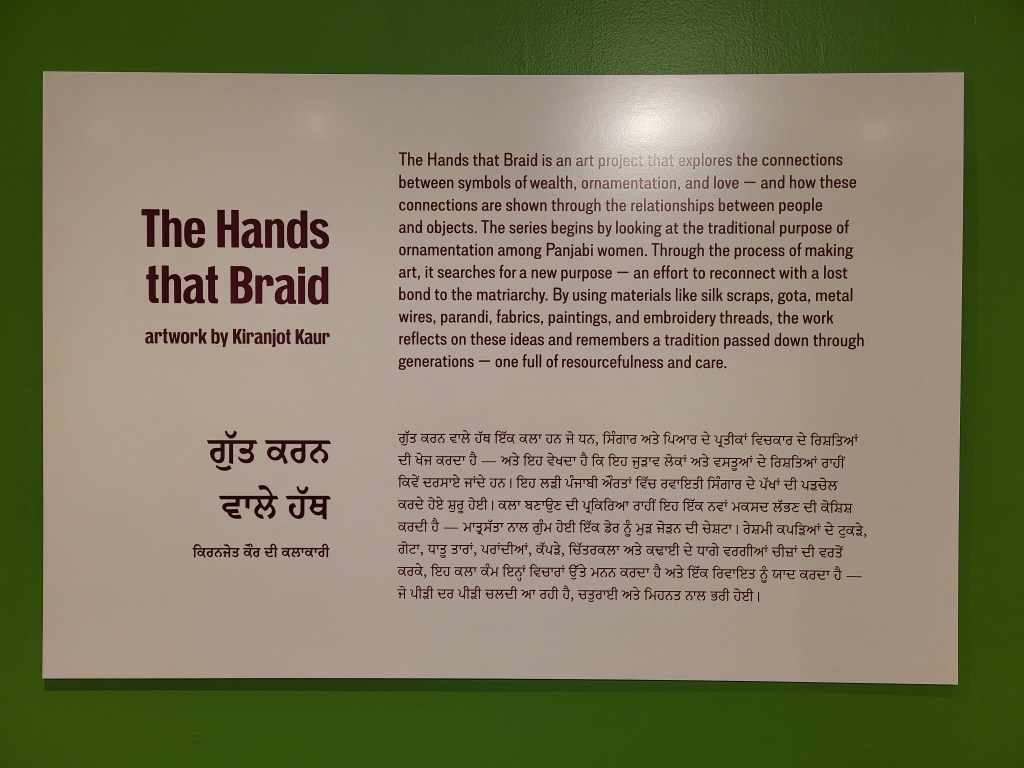 The Hands
that Braid
artwork by Kiranjot Kaur
The Hands that Braid is an art project that explores the connections
between symbols of wealth, ornamentation, and love — and how these
connections are shown through the relationships between people
and objects. The series begins by looking at the traditional purpose of
ornamentation among Panjabi women. Through the process of making
art, it searches for a new purpose — an effort to reconnect with a lost
bond to the matriarchy. By using materials like silk scraps, gota, metal
wires, parandi, fabrics, paintings, and embroidery threads, the work
reflects on these ideas and remembers a tradition passed down through
generations — one full of resourcefulness and care.
ਗੁੱਤ ਕਰਨ
ਵਾਲੇ ਹੱਥ
ਕਿਰਨਜੋਤ ਕੌਰ ਦੀ ਕਲਾਕਾਰੀ
ਗੁੱਤ ਕਰਨ ਵਾਲੇ ਹੱਥ ਇੱਕ ਕਲਾ ਹਨ ਜੋ ਧਨ, ਸਿੰਗਾਰ ਅਤੇ ਪਿਆਰ ਦੇ ਪ੍ਰਤੀਕਾਂ ਵਿਚਕਾਰ ਦੇ ਰਿਸ਼ਤਿਆਂ
ਦੀ ਖੋਜ ਕਰਦਾ ਹੈ — ਅਤੇ ਇਹ ਵੇਖਦਾ ਹੈ ਕਿ ਇਹ ਜੁੜਾਵ ਲੋਕਾਂ ਅਤੇ ਵਸਤੂਆਂ ਦੇ ਰਿਸ਼ਤਿਆਂ ਰਾਹੀਂ
ਕਿਵੇਂ ਦਰਸਾਏ ਜਾਂਦੇ ਹਨ। ਇਹ ਲੜੀ ਪੰਜਾਬੀ ਔਰਤਾਂ ਵਿੱਚ ਰਵਾਇਤੀ ਸਿੰਗਾਰ ਦੇ ਪੱਖਾਂ ਦੀ ਪੜਚੋਲ
ਕਰਦੇ ਹੋਏ ਸ਼ੁਰੂ ਹੋਈ। ਕਲਾ ਬਣਾਉਣ ਦੀ ਪ੍ਰਕਿਰਿਆ ਰਾਹੀਂ ਇਹ ਇੱਕ ਨਵਾਂ ਮਕਸਦ ਲੱਭਣ ਦੀ ਕੋਸ਼ਿਸ਼
ਕਰਦੀ ਹੈ — ਮਾਤ੍ਰਸੱਤਾ ਨਾਲ ਗੁੰਮ ਹੋਈ ਇੱਕ ਡੋਰ ਨੂੰ ਮੁੜ ਜੋੜਨ ਦੀ ਚੇਸ਼ਟਾ। ਰੇਸ਼ਮੀ ਕਪੜਿਆਂ ਦੇ ਟੁਕੜੇ,
ਗੋਟਾ, ਧਾਤੂ ਤਾਰਾਂ, ਪਰਾਂਦੀਆਂ, ਕੱਪੜੇ, ਚਿੱਤਰਕਲਾ ਅਤੇ ਕਢਾਈ ਦੇ ਧਾਗੇ ਵਰਗੀਆਂ ਚੀਜ਼ਾਂ ਦੀ ਵਰਤੋਂ
ਕਰਕੇ, ਇਹ ਕਲਾ ਕੰਮ ਇਨ੍ਹਾਂ ਵਿਚਾਰਾਂ ਉੱਤੇ ਮਨਨ ਕਰਦਾ ਹੈ ਅਤੇ ਇੱਕ ਰਿਵਾਇਤ ਨੂੰ ਯਾਦ ਕਰਦਾ ਹੈ —
ਜੋ ਪੀੜੀ ਦਰ ਪੀੜੀ ਚਲਦੀ ਆ ਰਹੀ ਹੈ, ਚਤੁਰਾਈ ਅਤੇ ਮਿਹਨਤ ਨਾਲ ਭਰੀ ਹੋਈ।